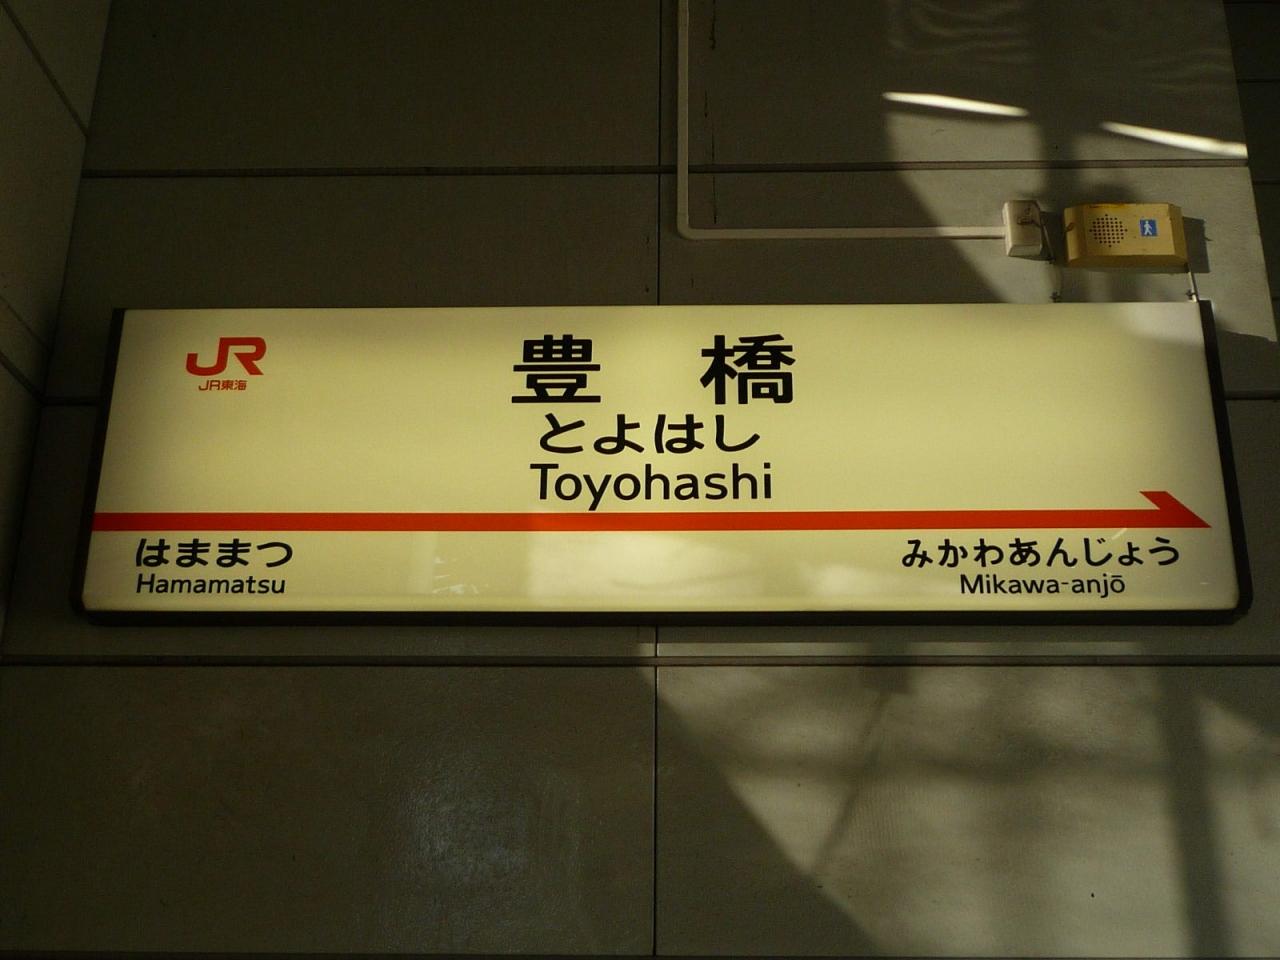 JR
JR東海
豊橋
とよはし
Toyohashi
はままつ
Hamamatsu
みかわあんじょう
Mikawa-anjō